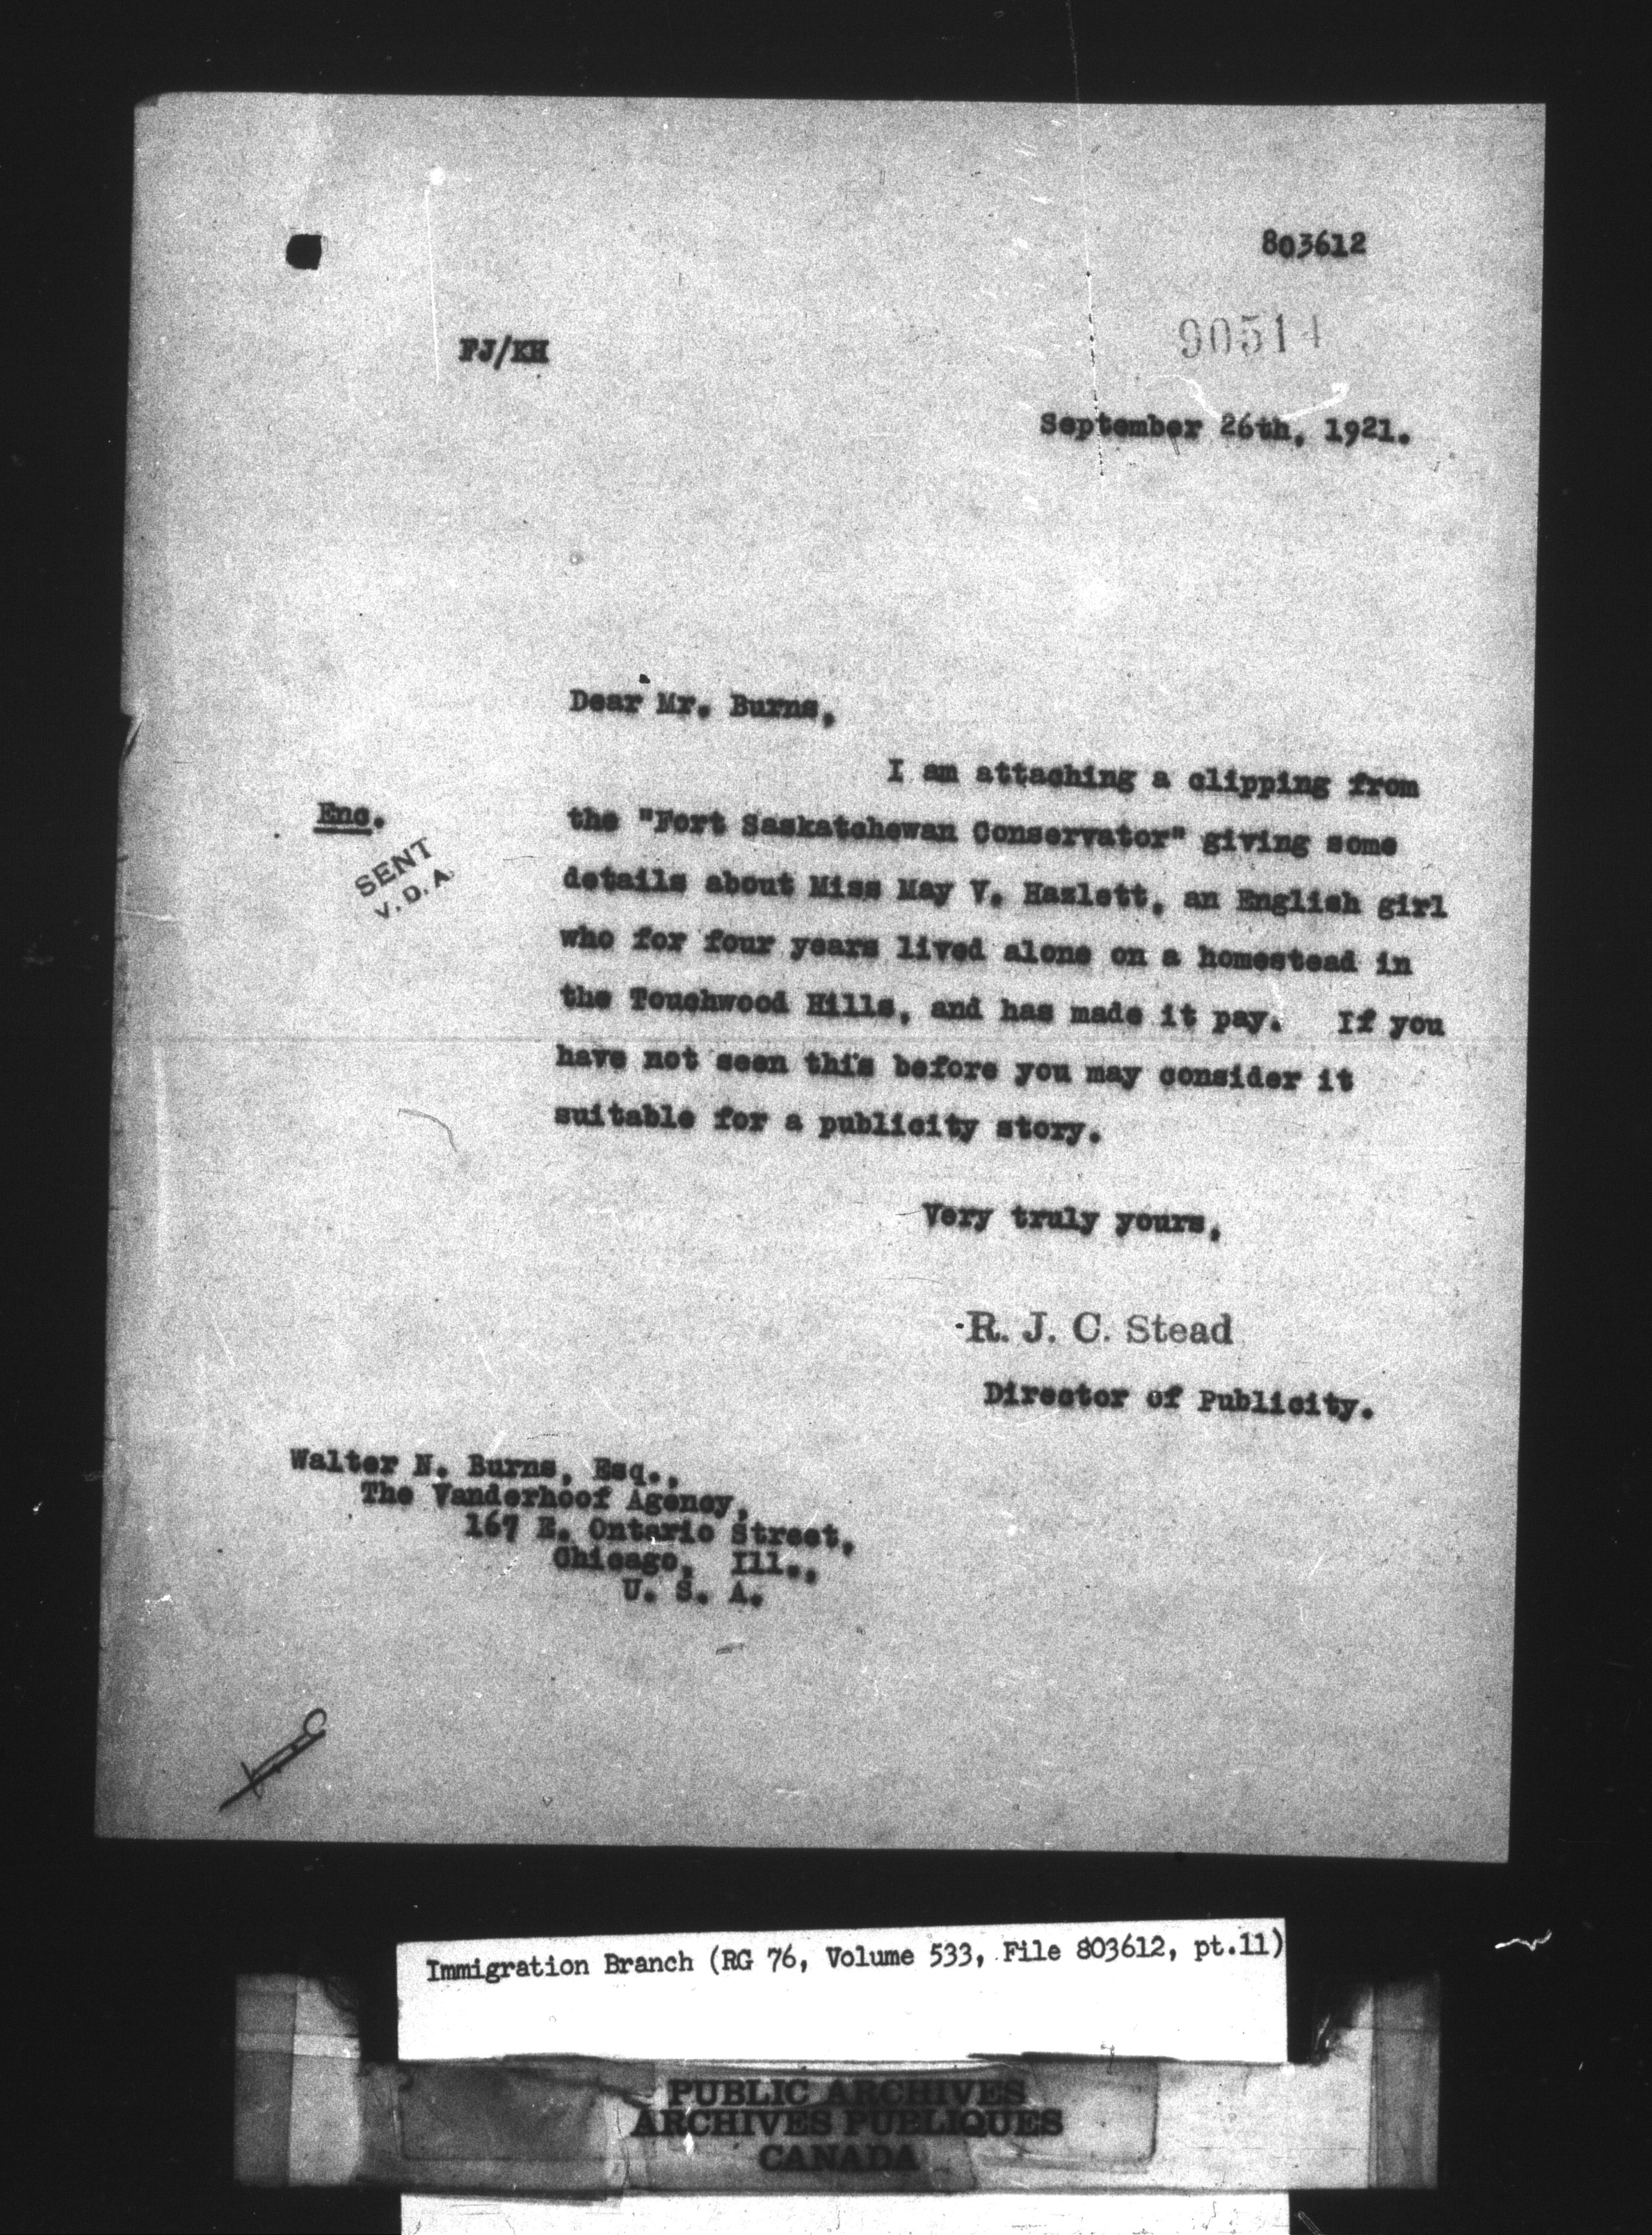 803612
90514
FJ/KH
September 26th, 1921.
Dear Mr. Burns,
I am attaching a clipping from
Enc.
the "Fort Saskatchewan Conservator" giving some
SENT
V. D. A.
details about Miss May V. Hazlett, an English girl
who for four years lived alone on a homestead in
the Touchwood Hills, and has made it pay. If you
have not seen this before you may consider it
suitable for a publicity story.
Very truly yours,
R. J. C. Stead
Director of Publicity.
Walter N. Burns, Esq.,
The Vanderhoof Agency,
167 E. Ontario Street,
Chicago, Ill.,
U. S. A.
Immigration Branch (RG 76, Volume 533, File 803612, pt.11)
PUBLIC ARCHIVES
ARCHIVES PUBLIQUES
CANADA